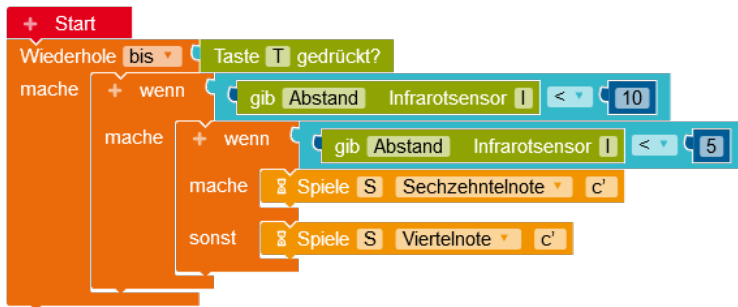 + Start
Wiederhole bis Taste T gedrückt?
mache + wenn gib Abstand Infrarotsensor I < 10
mache + wenn gib Abstand Infrarotsensor I < 5
mache Spiele S Sechzehntelnote c'
sonst Spiele S Viertelnote c'